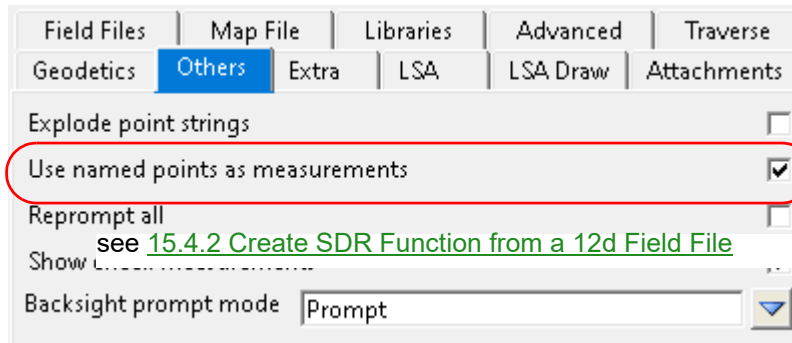 Field Files Map File Libraries Advanced Traverse
Geodetics Others Extra LSA LSA Draw Attachments
Explode point strings
Use named points as measurements
Reprompt all
see 15.4.2 Create SDR Function from a 12d Field File
Show
Backsight prompt mode Prompt